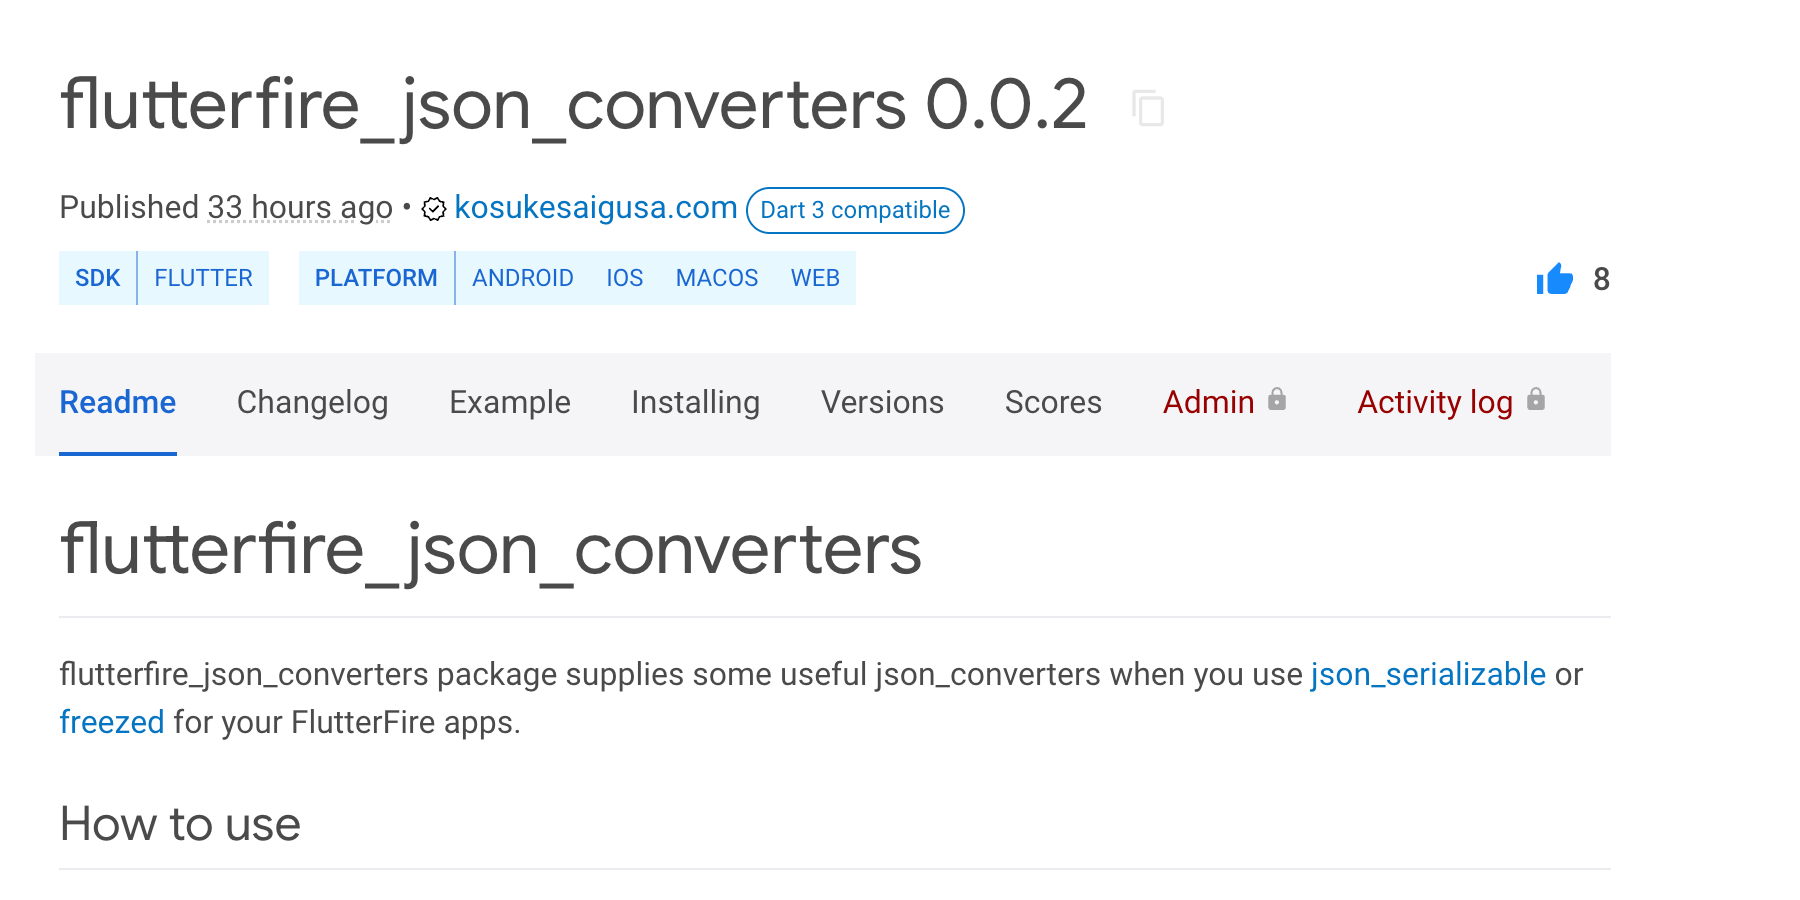 flutterfire_json_converters 0.0.2
Published 33 hours ago • kosukesaigusa.com Dart 3 compatible
SDK FLUTTER PLATFORM ANDROID IOS MACOS WEB 8
Readme Changelog Example Installing Versions Scores Admin Activity log
flutterfire_json_converters
flutterfire_json_converters package supplies some useful json_converters when you use json_serializable or
freezed for your FlutterFire apps.
How to use